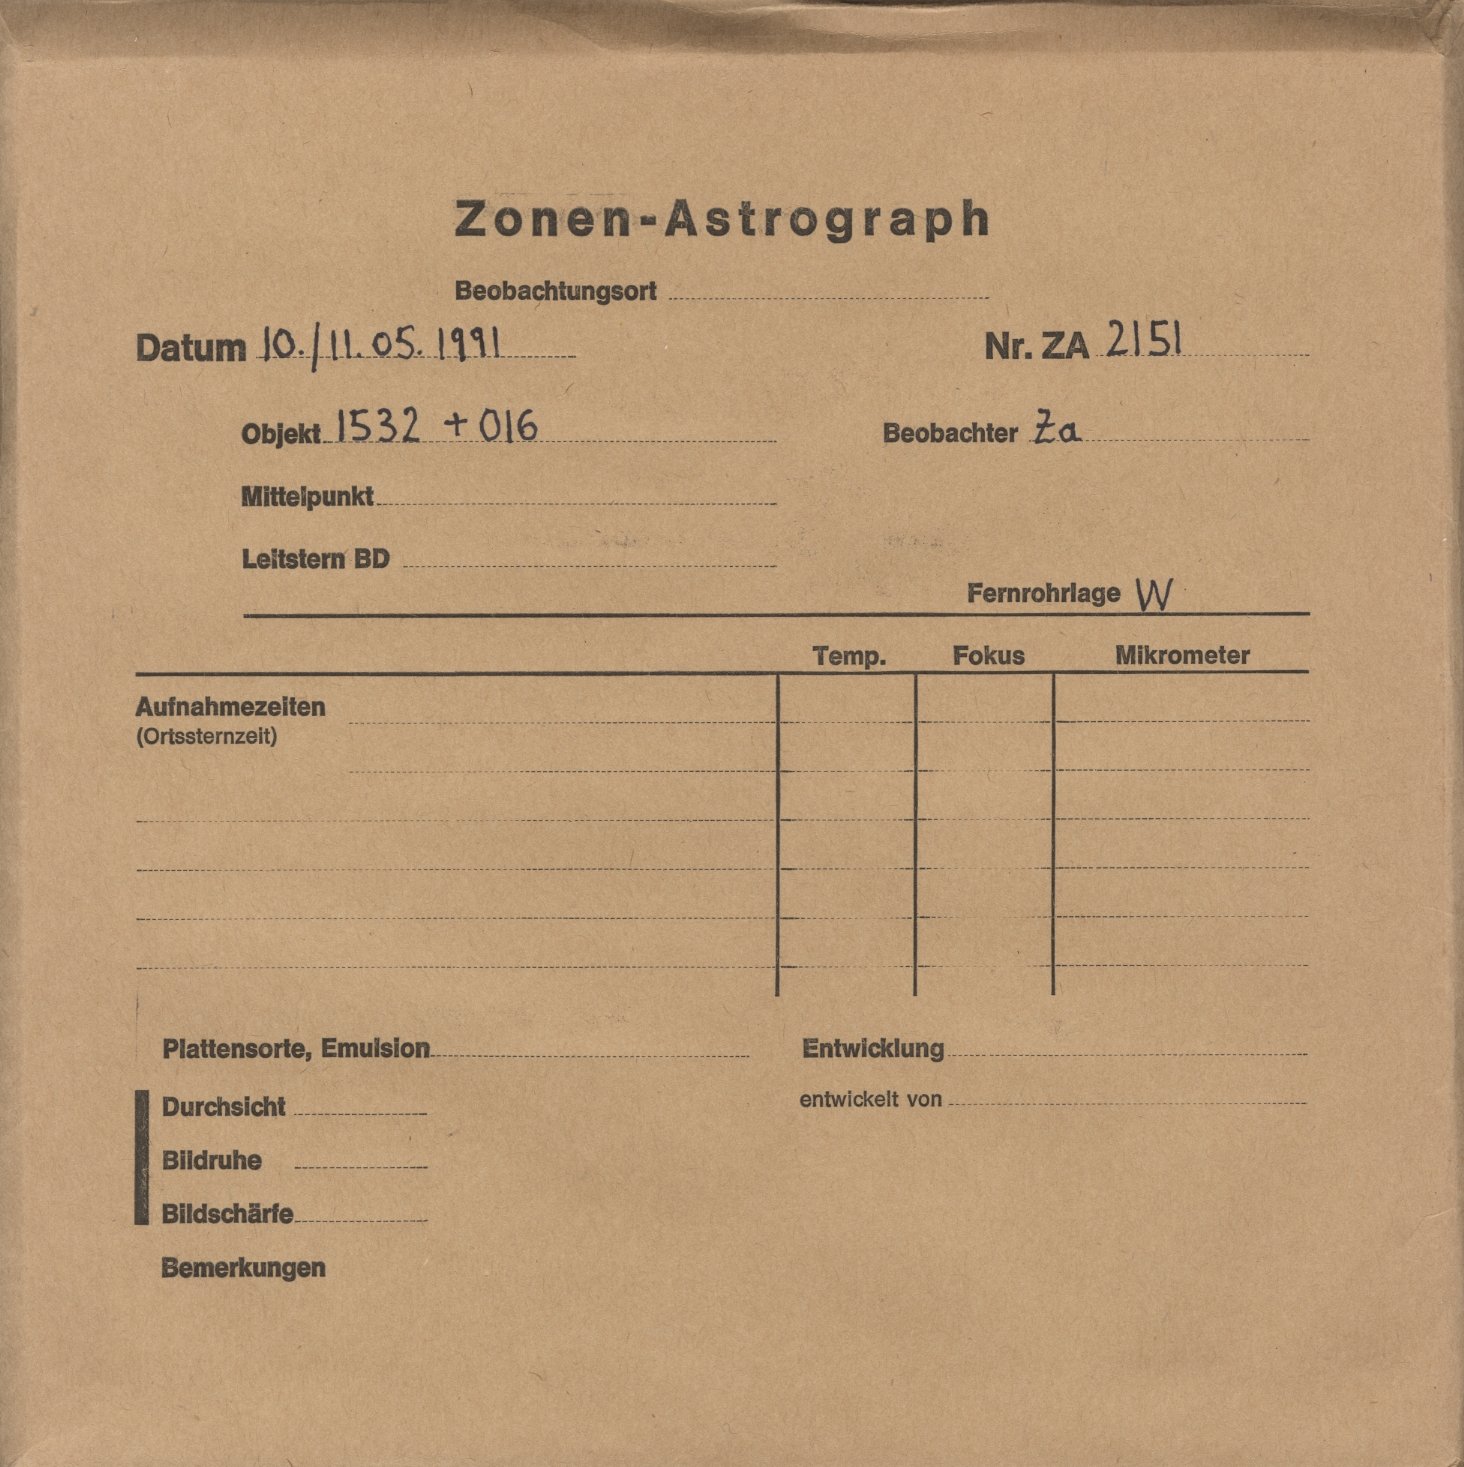 Zonen-Astrograph
Beobachtungsort
Datum 10./11.05.1991 Nr. ZA 2151
Objekt 1532 +016 Beobachter Za
Mittelpunkt
Leitstern BD
Fernrohrlage W
Temp. Fokus Mikrometer
Aufnahmezeiten
(Ortssternzeit)
Plattensorte, Emulsion Entwicklung
Durchsicht entwickelt von
Bildruhe
Bildschärfe
Bemerkungen